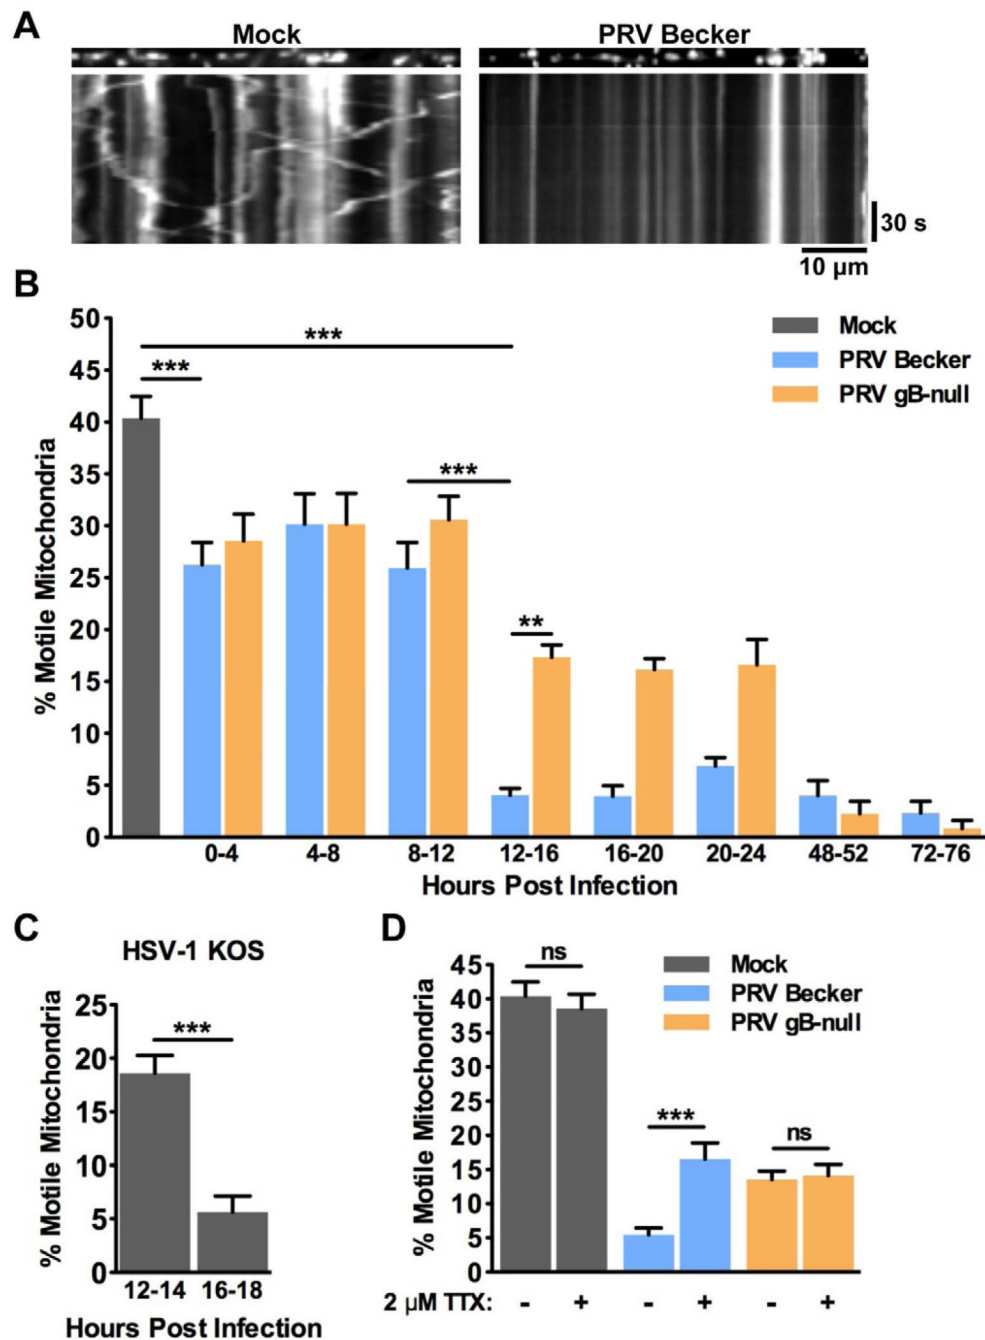 A
Mock
PRV Becker
30 s
10 µm
B
% Motile Mitochondria
50
45
40
35
30
25
20
15
10
5
0
***
***
***
**
Mock
PRV Becker
PRV gB-null
0-4 4-8 8-12 12-16 16-20 20-24 48-52 72-76
Hours Post Infection
C
HSV-1 KOS
% Motile Mitochondria
25
20
15
10
5
0
***
12-14 16-18
Hours Post Infection
D
% Motile Mitochondria
45
40
35
30
25
20
15
10
5
0
ns
***
ns
Mock
PRV Becker
PRV gB-null
2 µM TTX: - + - + - +